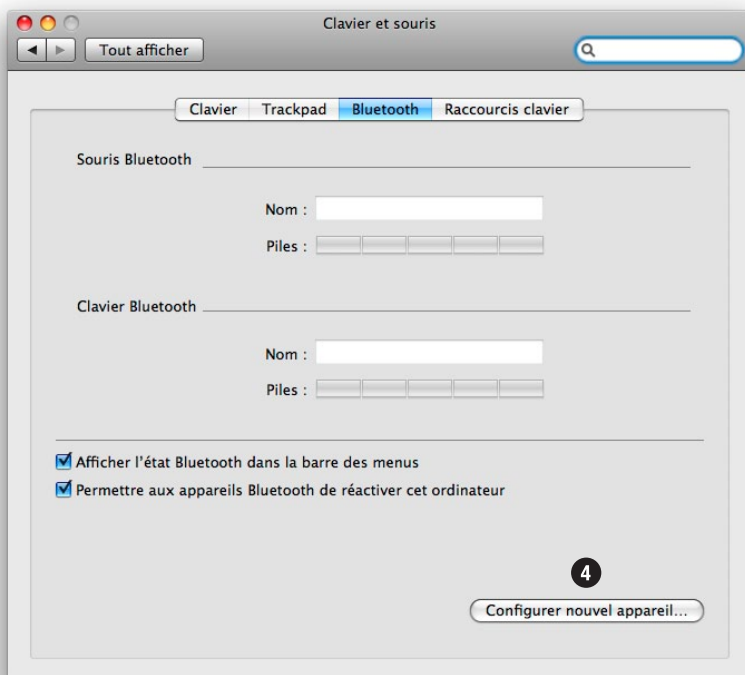 Clavier et souris
Tout afficher
Clavier Trackpad Bluetooth Raccourcis clavier
Souris Bluetooth
Nom :
Piles :
Clavier Bluetooth
Nom :
Piles :
Afficher l'état Bluetooth dans la barre des menus
Permettre aux appareils Bluetooth de réactiver cet ordinateur
4
Configurer nouvel appareil...